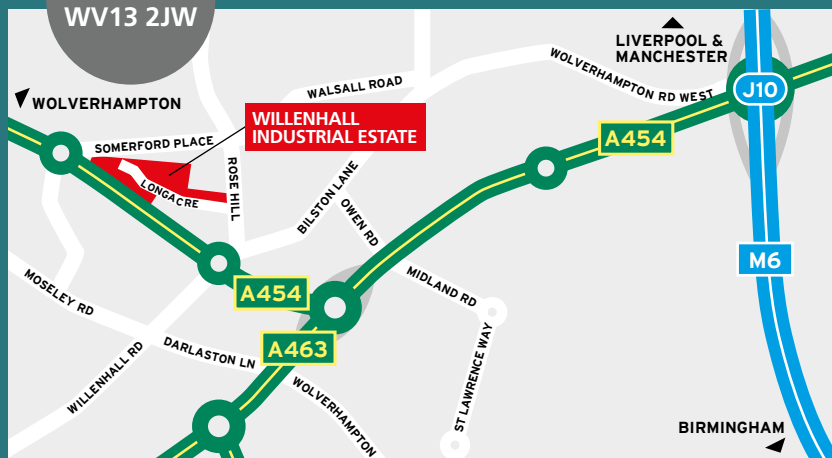 WV13 2JW
LIVERPOOL &
MANCHESTER
WOLVERHAMPTON
WALSALL ROAD
WOLVERHAMPTON RD WEST
J10
WILLENHALL
INDUSTRIAL ESTATE
A454
SOMERFORD PLACE
LONGACRE
ROSE HILL
BILSTON LANE
OWEN RD
M6
MOSELEY RD
A454
MIDLAND RD
A463
DARLASTON LN
WILLENHALL RD
WOLVERHAMPTON
ST LAWRENCE WAY
BIRMINGHAM